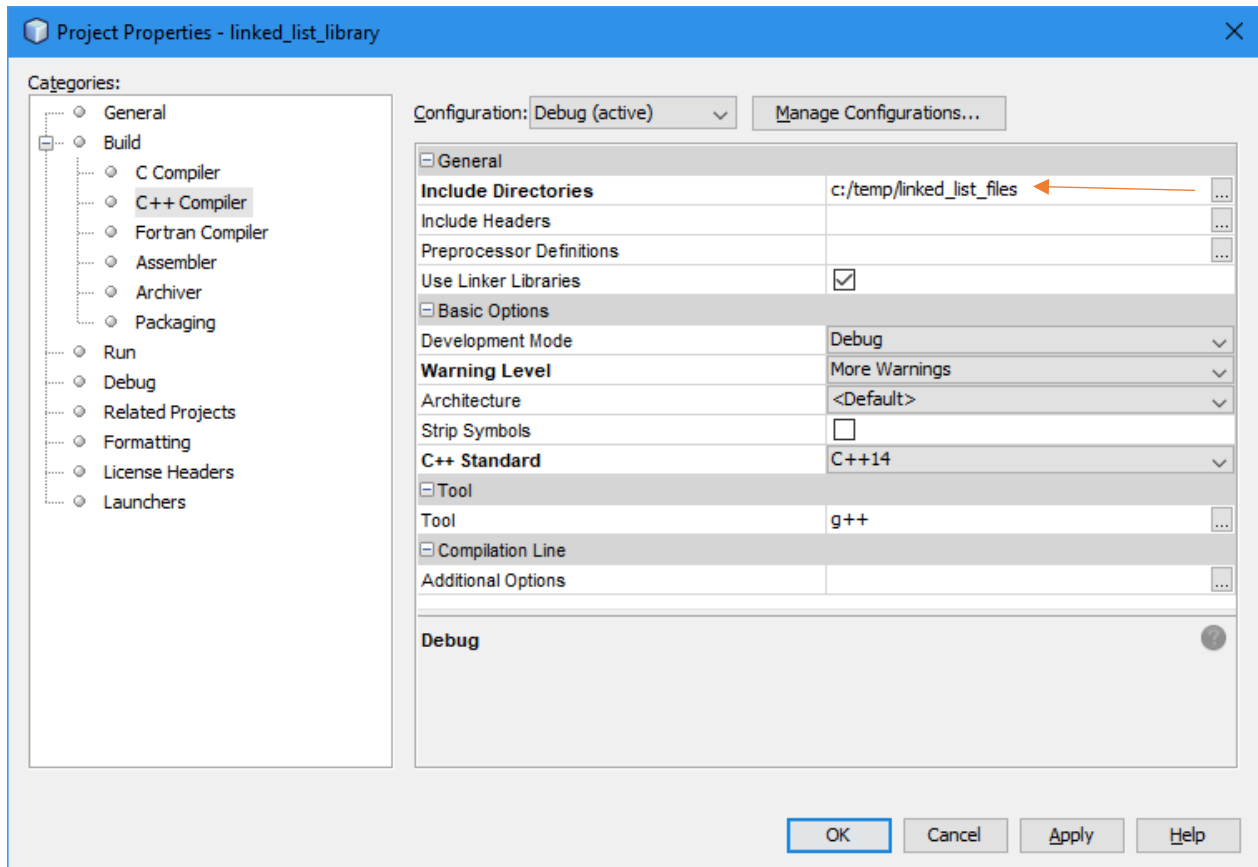 Project Properties - linked_list_library
Categories:
General
Build
C Compiler
C++ Compiler
Fortran Compiler
Assembler
Archiver
Packaging
Run
Debug
Related Projects
Formatting
License Headers
Launchers
Configuration: Debug (active) Manage Configurations...
General
Include Directories c:/temp/linked_list_files ...
Include Headers ...
Preprocessor Definitions ...
Use Linker Libraries
Basic Options
Development Mode Debug
Warning Level More Warnings
Architecture <Default>
Strip Symbols
C++ Standard C++14
Tool
Tool g++ ...
Compilation Line
Additional Options ...
Debug ?
OK Cancel Apply Help